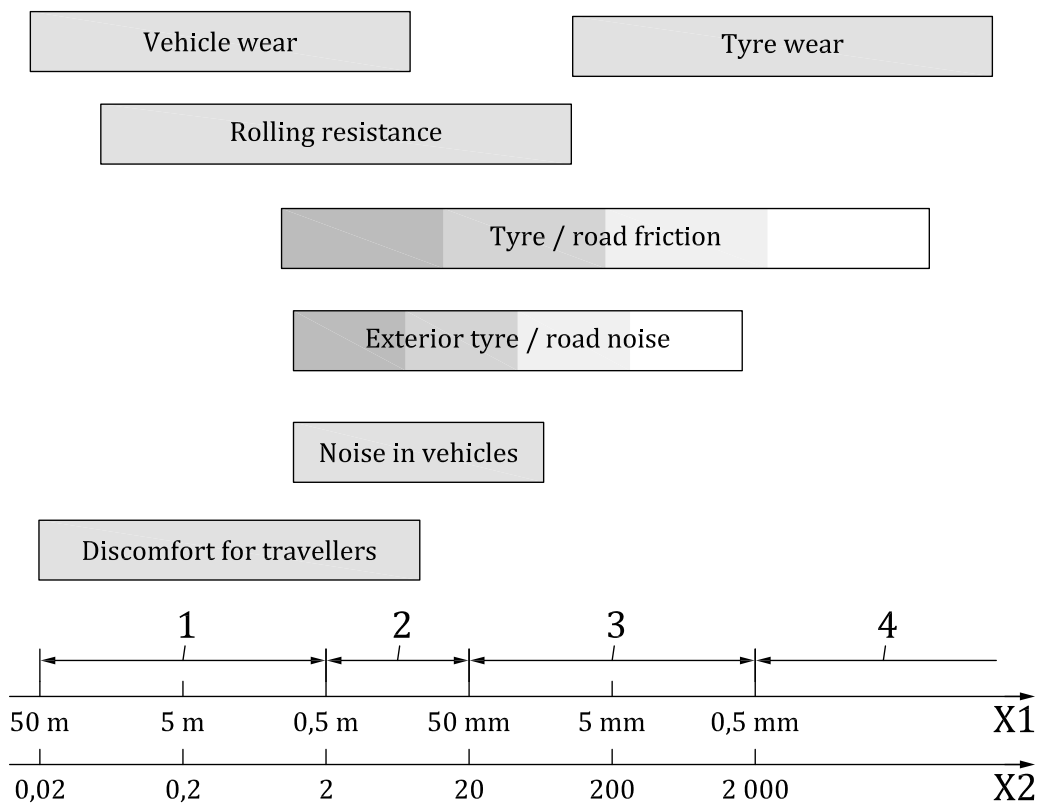 Vehicle wear
Tyre wear
Rolling resistance
Tyre / road friction
Exterior tyre / road noise
Noise in vehicles
Discomfort for travellers
1 2 3 4
50 m 5 m 0,5 m 50 mm 5 mm 0,5 mm X1
0,02 0,2 2 20 200 2 000 X2